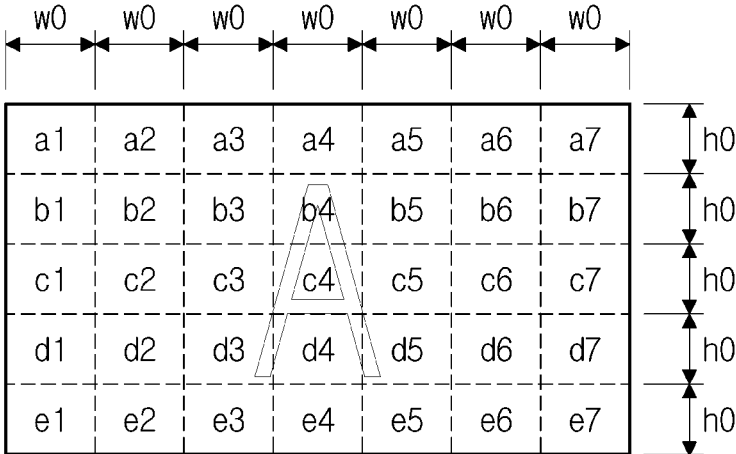 w0 w0 w0 w0 w0 w0 w0
a1 a2 a3 a4 a5 a6 a7 h0
b1 b2 b3 b4 b5 b6 b7 h0
c1 c2 c3 c4 c5 c6 c7 h0
d1 d2 d3 d4 d5 d6 d7 h0
e1 e2 e3 e4 e5 e6 e7 h0
A